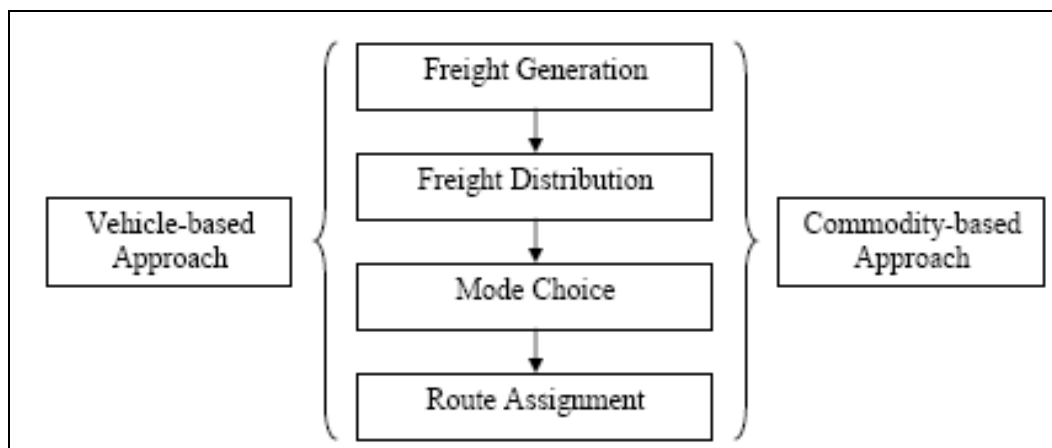 Freight Generation
Freight Distribution
Vehicle-based
Approach
Commodity-based
Approach
Mode Choice
Route Assignment